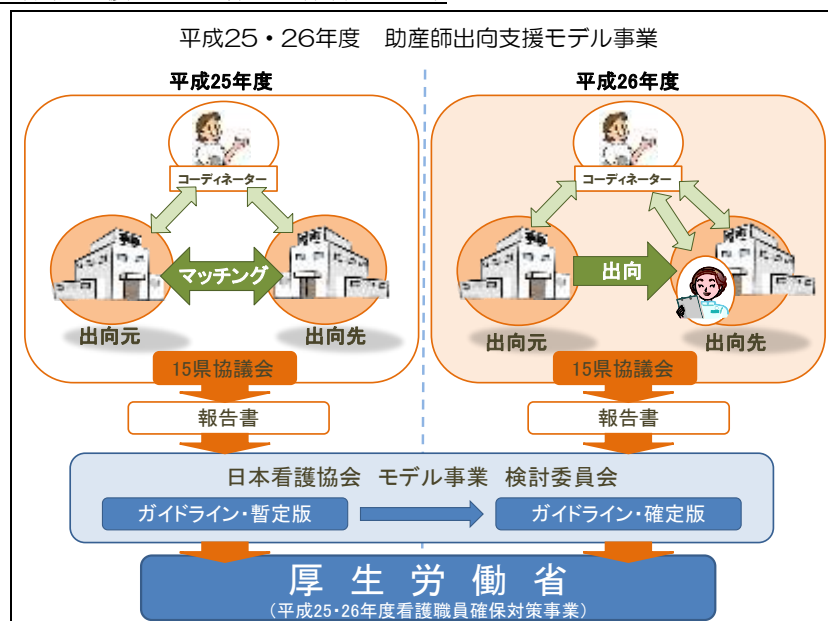 平成25・26年度　助産師出向支援モデル事業
平成25年度
コーディネーター
マッチング
出向元
出向先
15県協議会
報告書
平成26年度
コーディネーター
出向
出向元
出向先
15県協議会
報告書
日本看護協会　モデル事業　検討委員会
ガイドライン・暫定版
ガイドライン・確定版
厚生労働省
（平成25・26年度看護職員確保対策事業）